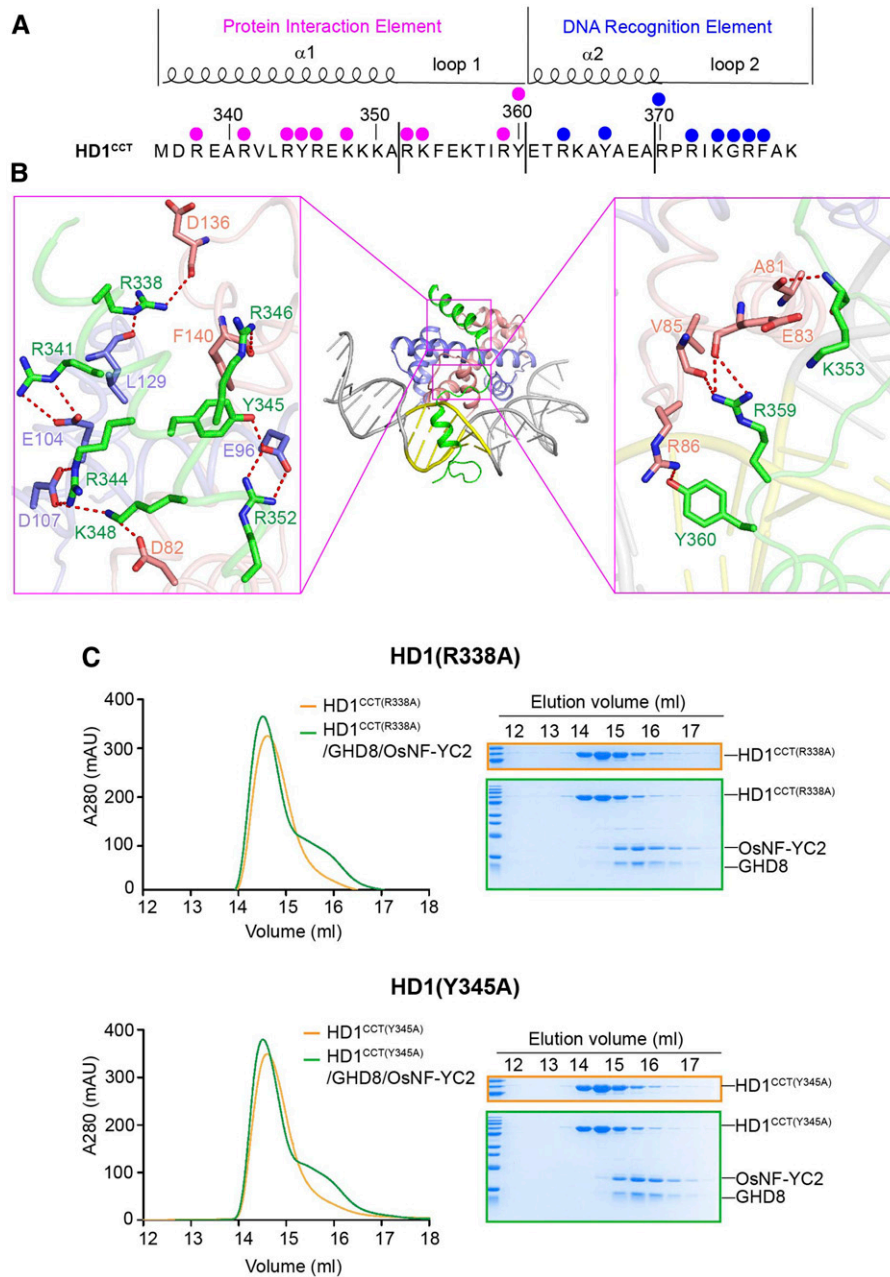 A
Protein Interaction Element
DNA Recognition Element
α1
loop 1
α2
loop 2
340
350
360
370
HD1CCT
MDREARVLRYREKKKARKFEKTIRYETRKAYAEARPRIKGRFAK
B
D136
R338
R346
F140
R341
L129
Y345
E104
E96
R344
D107
R352
K348
D82
A81
V85
E83
K353
R359
R86
Y360
C
HD1(R338A)
400
300
200
100
0
A280 (mAU)
12 13 14 15 16 17 18
Volume (ml)
HD1CCT(R338A)
HD1CCT(R338A)
/GHD8/OsNF-YC2
Elution volume (ml)
12 13 14 15 16 17
HD1CCT(R338A)
HD1CCT(R338A)
OsNF-YC2
GHD8
HD1(Y345A)
400
300
200
100
0
A280 (mAU)
12 13 14 15 16 17 18
Volume (ml)
HD1CCT(Y345A)
HD1CCT(Y345A)
/GHD8/OsNF-YC2
Elution volume (ml)
12 13 14 15 16 17
HD1CCT(Y345A)
HD1CCT(Y345A)
OsNF-YC2
GHD8